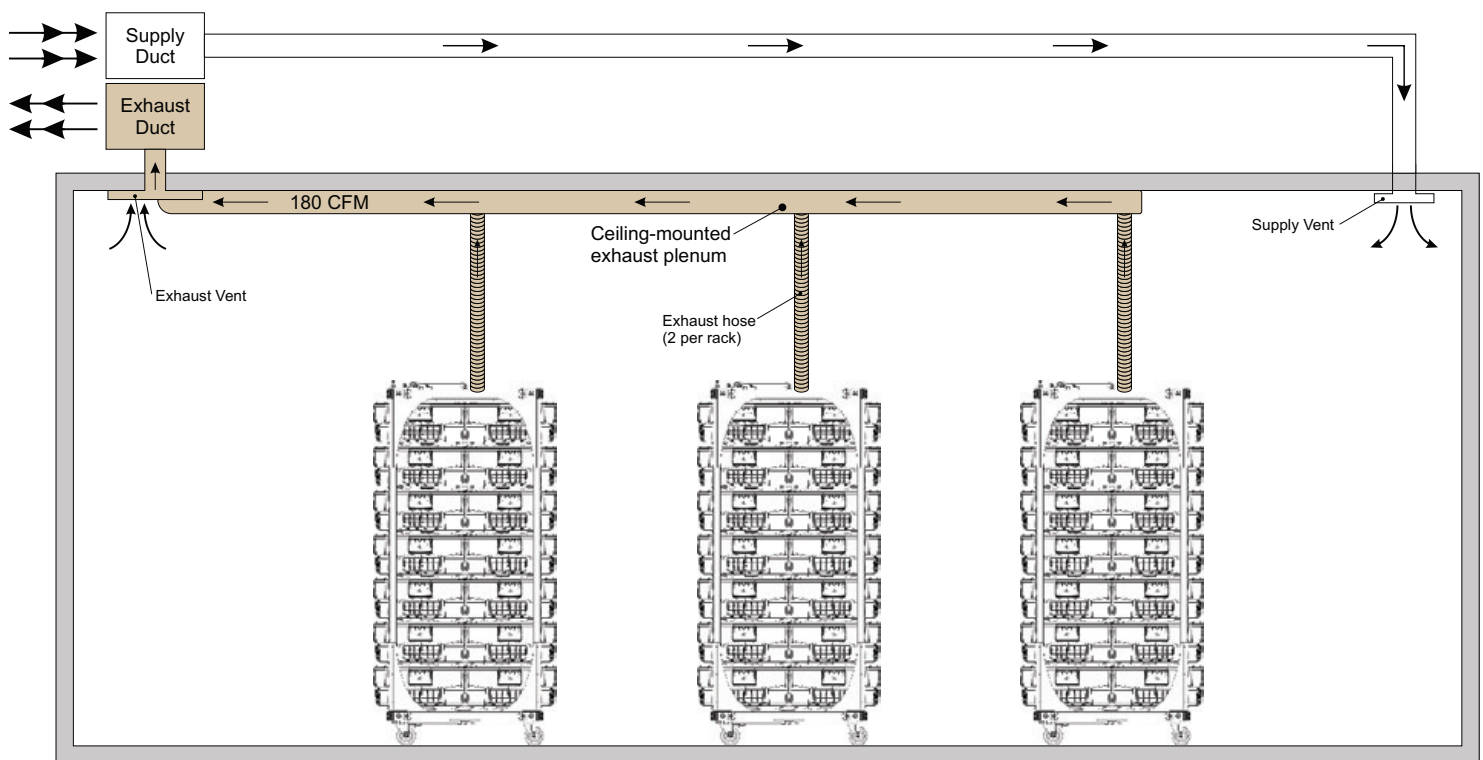 Supply
Duct
Exhaust
Duct
180 CFM
Ceiling-mounted
exhaust plenum
Supply Vent
Exhaust Vent
Exhaust hose
(2 per rack)